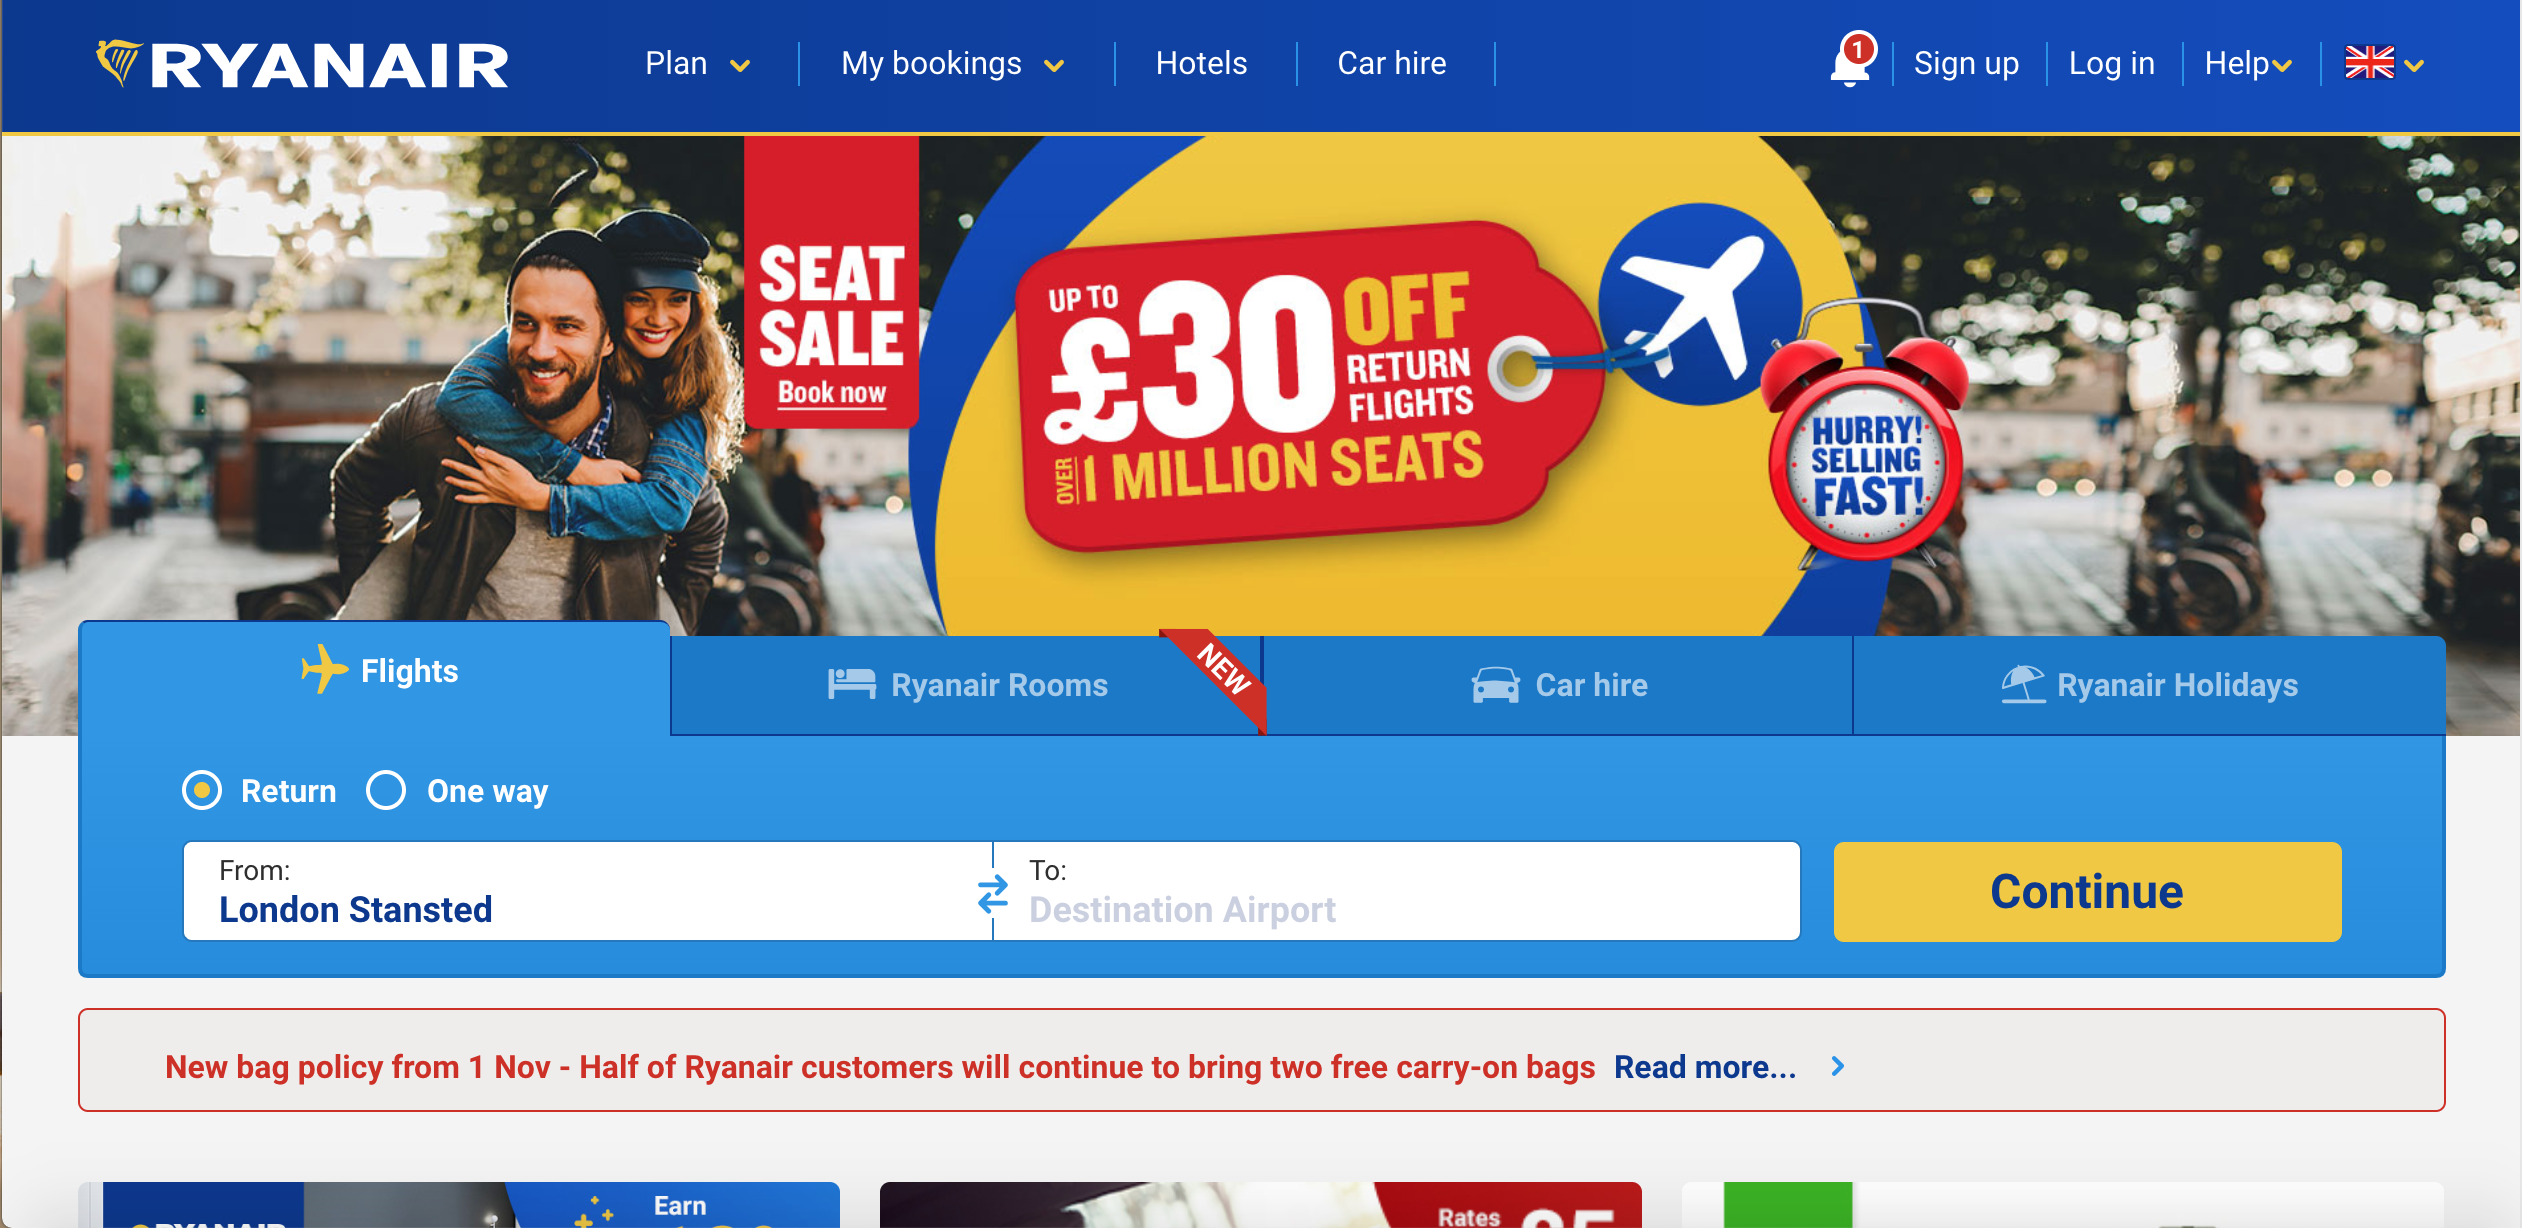 RYANAIR
Plan
My bookings
Hotels
Car hire
1
Sign up
Log in
Help
SEAT
SALE
Book now
UP TO
£30 OFF
RETURN
FLIGHTS
OVER 1 MILLION SEATS
HURRY!
SELLING
FAST!
Flights
Ryanair Rooms
NEW
Car hire
Ryanair Holidays
Return
One way
From:
London Stansted
To:
Destination Airport
Continue
New bag policy from 1 Nov - Half of Ryanair customers will continue to bring two free carry-on bags Read more...
RYANAIR
Earn
Rates